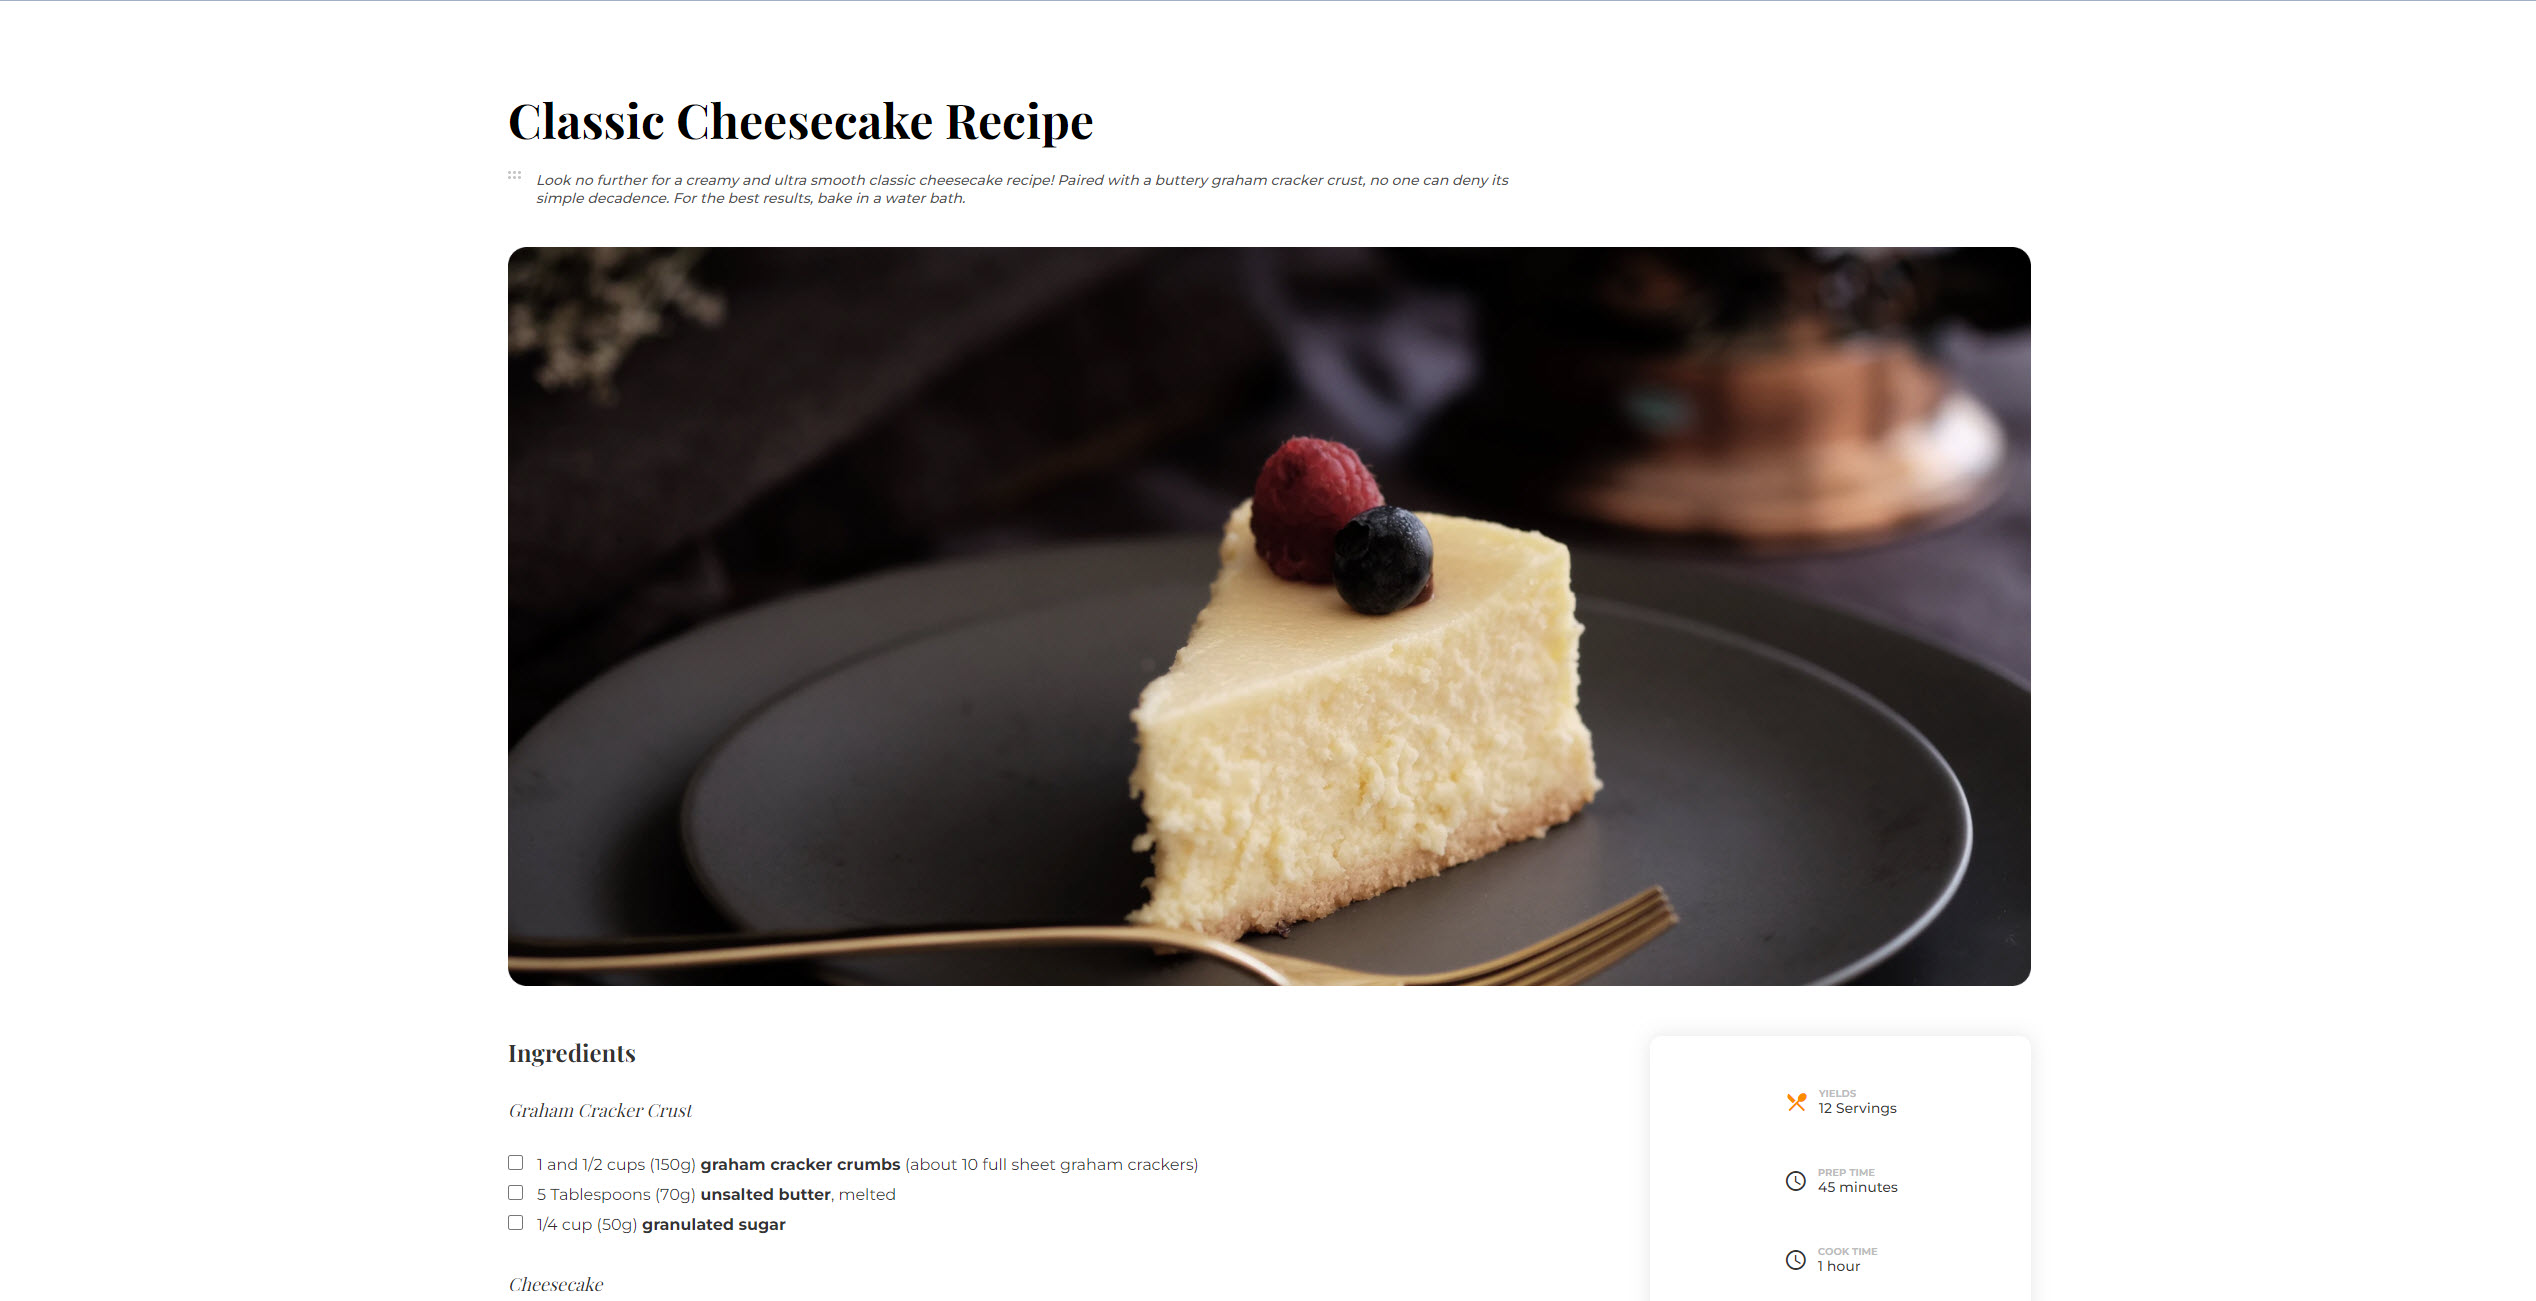 Classic Cheesecake Recipe
Look no further for a creamy and ultra smooth classic cheesecake recipe! Paired with a buttery graham cracker crust, no one can deny its
simple decadence. For the best results, bake in a water bath.
Ingredients
Graham Cracker Crust
1 and 1/2 cups (150g) graham cracker crumbs (about 10 full sheet graham crackers)
5 Tablespoons (70g) unsalted butter, melted
1/4 cup (50g) granulated sugar
Cheesecake
YIELDS
12 Servings
PREP TIME
45 minutes
COOK TIME
1 hour